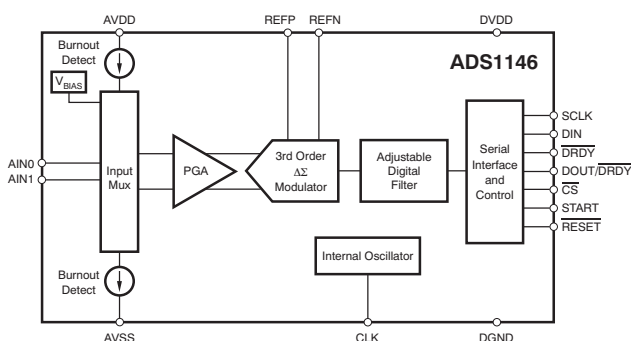 AVDD
REFP
REFN
DVDD
Burnout
Detect
ADS1146
VBIAS
AIN0
AIN1
Input
Mux
PGA
3rd Order
ΔΣ
Modulator
Adjustable
Digital
Filter
Serial
Interface
and
Control
SCLK
DIN
DRDY
DOUT/DRDY
CS
START
RESET
Internal Oscillator
Burnout
Detect
AVSS
CLK
DGND